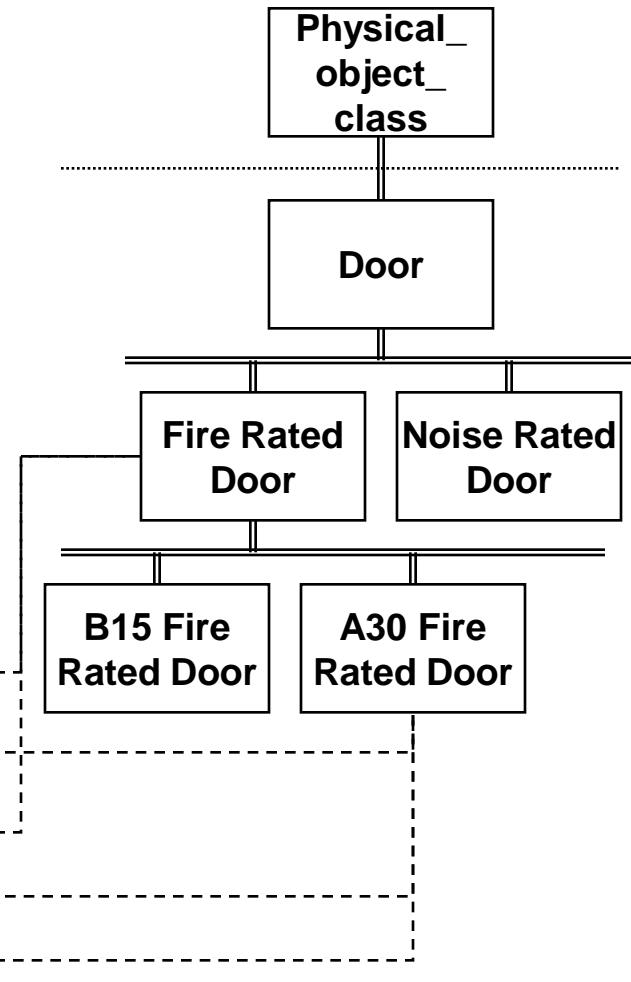 Physical_
object_
class
Door
Fire Rated
Door
Noise Rated
Door
B15 Fire
Rated Door
A30 Fire
Rated Door